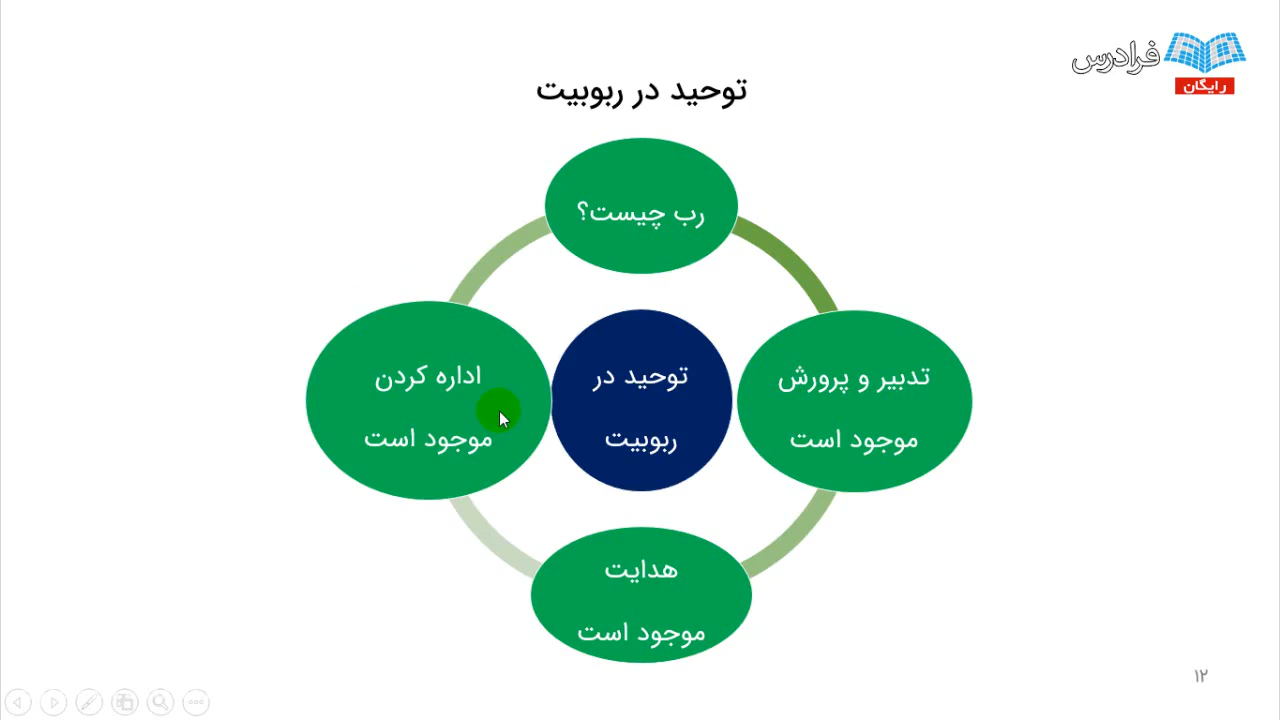 فرادرس
رایگان
توحید در ربوبیت
رب چیست؟
تدبیر و پرورش
موجود است
هدایت
موجود است
اداره کردن
موجود است
توحید در
ربوبیت
۱۲